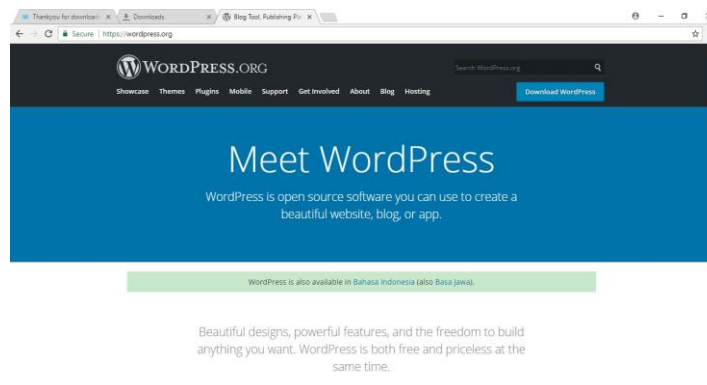 Thankyou for downloadi
Downloads
Blog Tool, Publishing Pl
Secure
https://wordpress.org
WORDPRESS.ORG
Search WordPress.org
Showcase Themes Plugins Mobile Support Get Involved About Blog Hosting
Download WordPress
Meet WordPress
WordPress is open source software you can use to create a
beautiful website, blog, or app.
WordPress is also available in Bahasa Indonesia (also Basa Jawa).
Beautiful designs, powerful features, and the freedom to build
anything you want. WordPress is both free and priceless at the
same time.